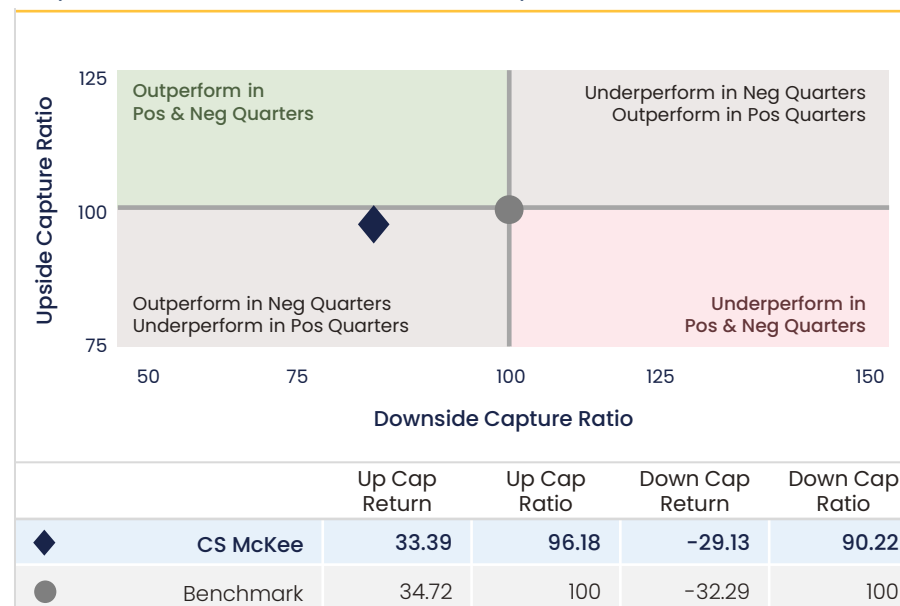 125
Outperform in
Pos & Neg Quarters
Underperform in Neg Quarters
Outperform in Pos Quarters
Upside Capture Ratio
100
Outperform in Neg Quarters
Underperform in Pos Quarters
Underperform in
Pos & Neg Quarters
75
50 75 100 125 150
Downside Capture Ratio
Up Cap Return Up Cap Ratio Down Cap Return Down Cap Ratio
CS McKee 33.39 96.18 -29.13 90.22
Benchmark 34.72 100 -32.29 100